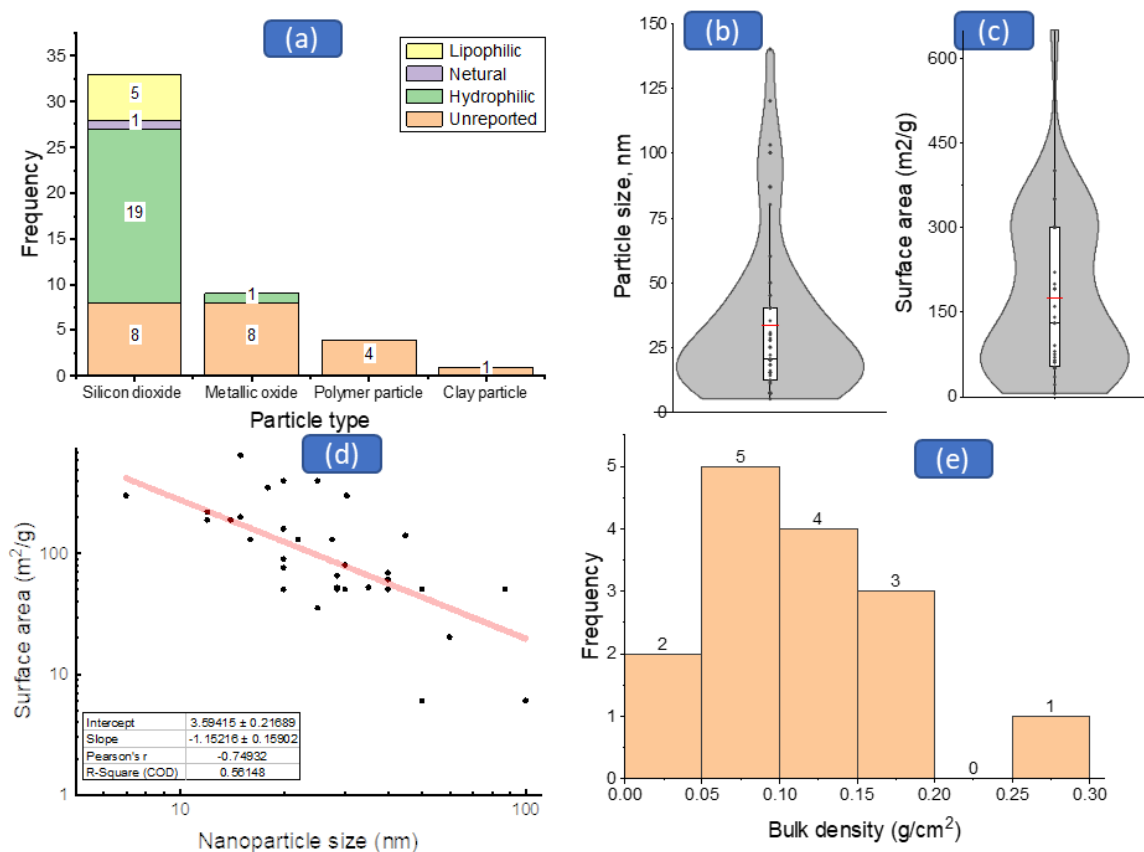 (a)
35
30
25
20
15
10
5
0
Frequency
Lipophilic
Netural
Hydrophilic
Unreported
5
1
19
8
1
8
4
1
Silicon dioxide Metallic oxide Polymer particle Clay particle
Particle type
(b)
150
125
100
75
50
25
0
Particle size, nm
(c)
600
450
300
150
0
Surface area (m2/g)
(d)
100
10
1
Surface area (m²/g)
Intercept 3.59415 ± 0.21689
Slope -1.15216 ± 0.15902
Pearson's r -0.74932
R-Square (COD) 0.56148
10 100
Nanoparticle size (nm)
(e)
5
4
3
2
1
0
Frequency
2
5
4
3
0
1
0.00 0.05 0.10 0.15 0.20 0.25 0.30
Bulk density (g/cm²)